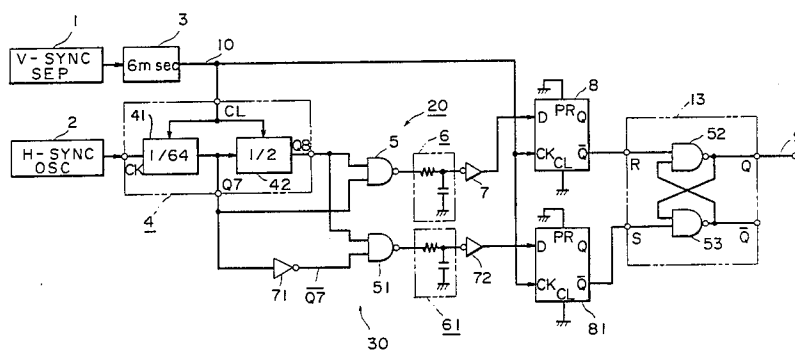 1
3
10
V-SYNC
SEP
6m sec
2
H-SYNC
OSC
41
CL
1/64
1/2
Q8
CK
Q7
42
4
20
5
6
7
8
PR
D
Q
CK
CL
Q̅
13
52
R
Q
S
Q̅
53
71
Q̅7̅
51
61
72
30
PR
D
Q
CK
CL
Q̅
81